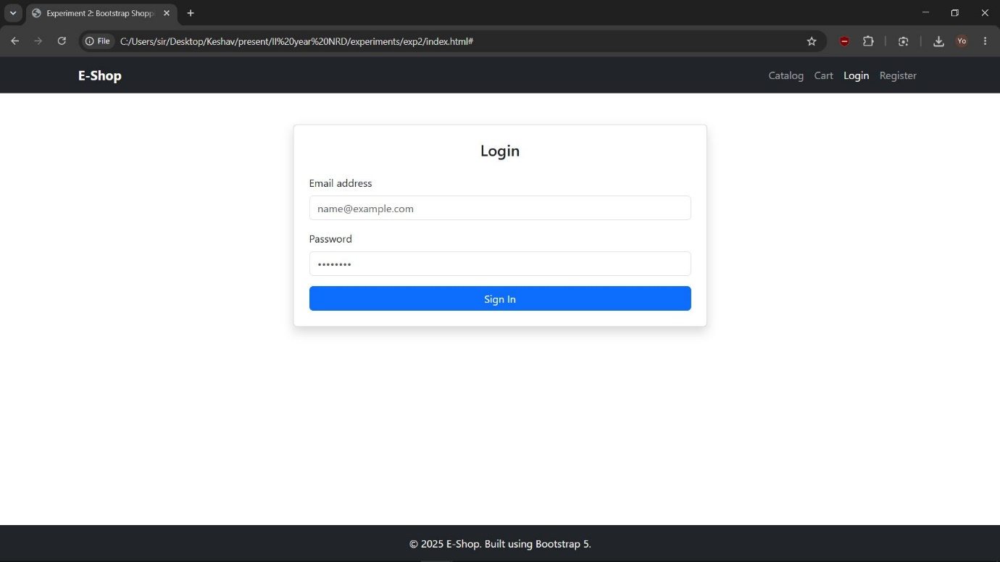 Experiment 2: Bootstrap Shopp
File C:/Users/sir/Desktop/Keshav/present/II%20year%20NRD/experiments/exp2/index.html#
Yo
E-Shop Catalog Cart Login Register
Login
Email address
name@example.com
Password
••••••••
Sign In
© 2025 E-Shop. Built using Bootstrap 5.